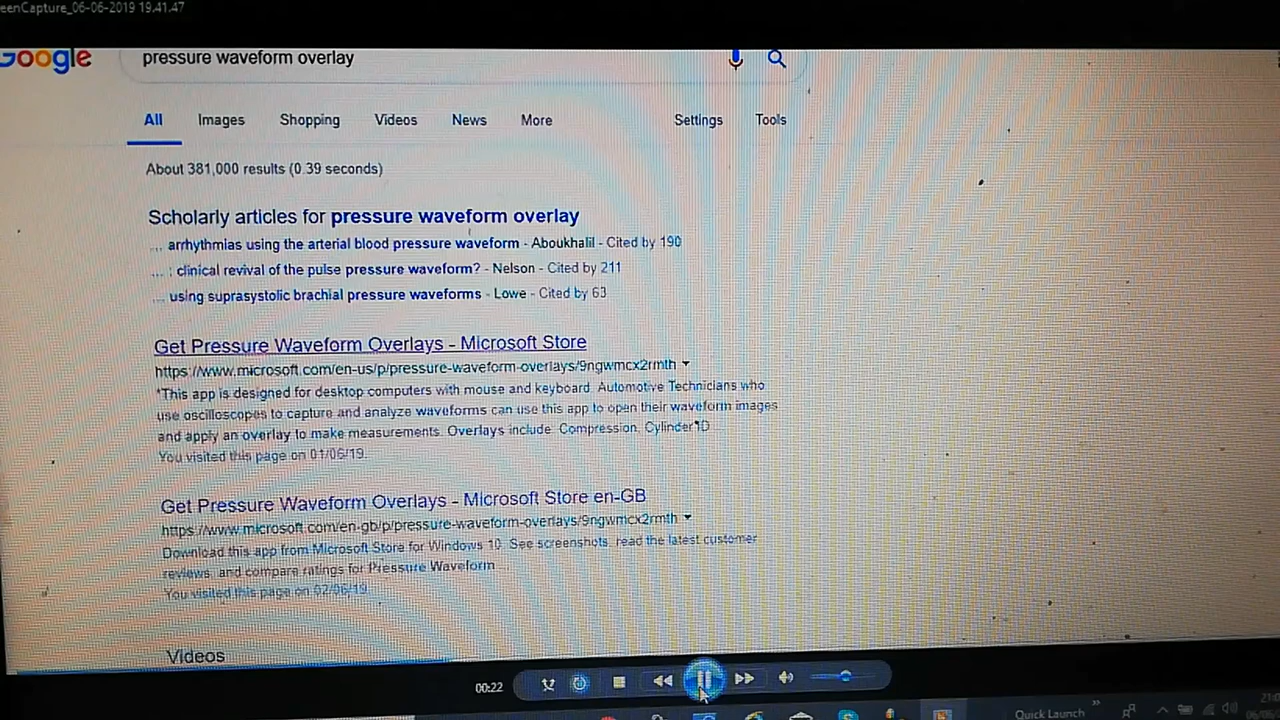 eenCapture_06-06-2019 19.41.47
Google
pressure waveform overlay
All Images Shopping Videos News More Settings Tools
About 381,000 results (0.39 seconds)
Scholarly articles for pressure waveform overlay
... arrhythmias using the arterial blood pressure waveform - Aboukhalil - Cited by 190
... : clinical revival of the pulse pressure waveform? - Nelson - Cited by 211
... using suprasystolic brachial pressure waveforms - Lowe - Cited by 63
Get Pressure Waveform Overlays - Microsoft Store
https://www.microsoft.com/en-us/p/pressure-waveform-overlays/9ngwmcx2rmth
*This app is designed for desktop computers with mouse and keyboard. Automotive Technicians who
use oscilloscopes to capture and analyze waveforms can use this app to open their waveform images
and apply an overlay to make measurements. Overlays include: Compression, Cylinder ID ...
You visited this page on 01/06/19.
Get Pressure Waveform Overlays - Microsoft Store en-GB
https://www.microsoft.com/en-gb/p/pressure-waveform-overlays/9ngwmcx2rmth
Download this app from Microsoft Store for Windows 10. See screenshots, read the latest customer
reviews, and compare ratings for Pressure Waveform ...
You visited this page on 02/06/19.
Videos
00:22
Quick Launch